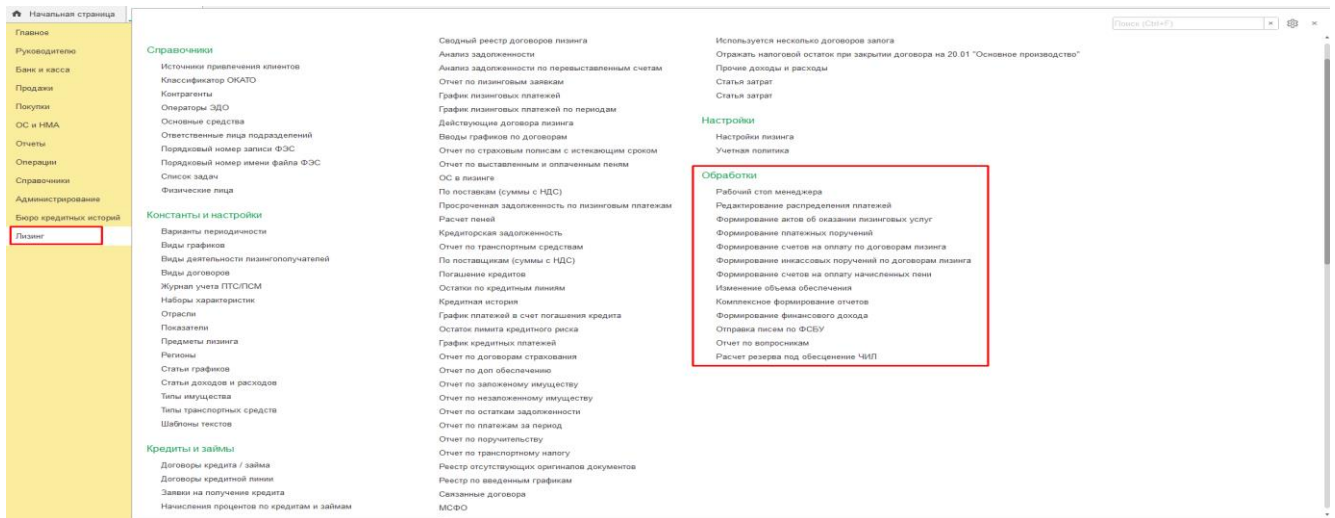 Начальная страница
Поиск (Ctrl+F)
Главное
Руководителю
Банк и касса
Продажи
Покупки
ОС и НМА
Отчеты
Операции
Справочники
Администрирование
Бюро кредитных историй
Лизинг
Справочники
Источники привлечения клиентов
Классификатор ОКАТО
Контрагенты
Операторы ЭДО
Основные средства
Ответственные лица подразделений
Порядковый номер записи ФЭС
Порядковый номер имени файла ФЭС
Список задач
Физические лица
Константы и настройки
Варианты периодичности
Виды графиков
Виды деятельности лизингополучателей
Виды договоров
Журнал учета ПТС/ПСМ
Наборы характеристик
Отрасли
Показатели
Предметы лизинга
Регионы
Статьи графиков
Статьи доходов и расходов
Типы имущества
Типы транспортных средств
Шаблоны текстов
Кредиты и займы
Договоры кредита / займа
Договоры кредитной линии
Заявки на получение кредита
Начисления процентов по кредитам и займам
Сводный реестр договоров лизинга
Анализ задолженности
Анализ задолженности по перевыставленным счетам
Отчет по лизинговым заявкам
График лизинговых платежей
График лизинговых платежей по периодам
Действующие договора лизинга
Вводы графиков по договорам
Отчет по страховым полисам с истекающим сроком
Отчет по выставленным и оплаченным пеням
ОС в лизинге
По поставкам (суммы с НДС)
Просроченная задолженность по лизинговым платежам
Расчет пеней
Кредиторская задолженность
Отчет по транспортным средствам
По поставщикам (суммы с НДС)
Погашение кредитов
Остатки по кредитным линиям
Кредитная история
График платежей в счет погашения кредита
Остаток лимита кредитного риска
График кредитных платежей
Отчет по договорам страхования
Отчет по доп обеспечению
Отчет по заложеному имуществу
Отчет по незаложенному имуществу
Отчет по остаткам задолженности
Отчет по платежам за период
Отчет по поручительству
Отчет по транспортному налогу
Реестр отсутствующих оригиналов документов
Реестр по введенным графикам
Связанные договора
МСФО
Используется несколько договоров залога
Отражать налоговой остаток при закрытии договора на 20.01 "Основное производство"
Прочие доходы и расходы
Статья затрат
Статья затрат
Настройки
Настройки лизинга
Учетная политика
Обработки
Рабочий стол менеджера
Редактирование распределения платежей
Формирование актов об оказании лизинговых услуг
Формирование платежных поручений
Формирование счетов на оплату по договорам лизинга
Формирование инкассовых поручений по договорам лизинга
Формирование счетов на оплату начисленных пени
Изменение объема обеспечения
Комплексное формирование отчетов
Формирование финансового дохода
Отправка писем по ФСБУ
Отчет по вопросникам
Расчет резерва под обесценение ЧИЛ